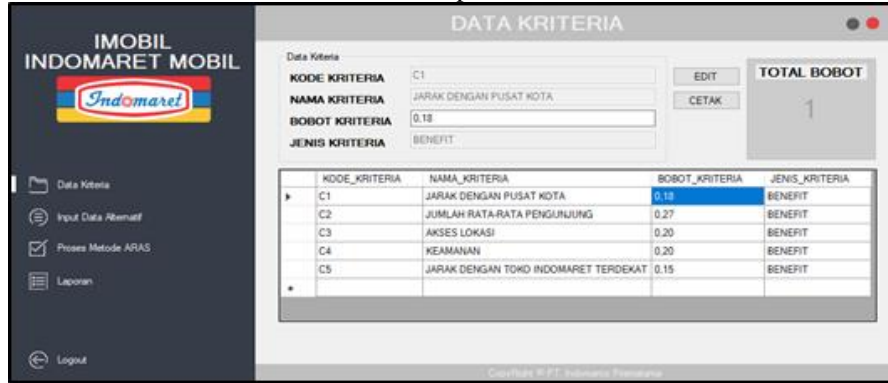 DATA KRITERIA
IMOBIL
INDOMARET MOBIL
Indomaret
Data Kriteria
Input Data Alternatif
Proses Metode ARAS
Laporan
Logout
Data Kriteria
KODE KRITERIA C1
NAMA KRITERIA JARAK DENGAN PUSAT KOTA
BOBOT KRITERIA 0,18
JENIS KRITERIA BENEFIT
EDIT
CETAK
TOTAL BOBOT
1
KODE_KRITERIA NAMA_KRITERIA BOBOT_KRITERIA JENIS_KRITERIA
C1 JARAK DENGAN PUSAT KOTA 0,18 BENEFIT
C2 JUMLAH RATA-RATA PENGUNJUNG 0,27 BENEFIT
C3 AKSES LOKASI 0,20 BENEFIT
C4 KEAMANAN 0,20 BENEFIT
C5 JARAK DENGAN TOKO INDOMARET TERDEKAT 0,15 BENEFIT
CopyRight © PT. Indomarco Prismatama